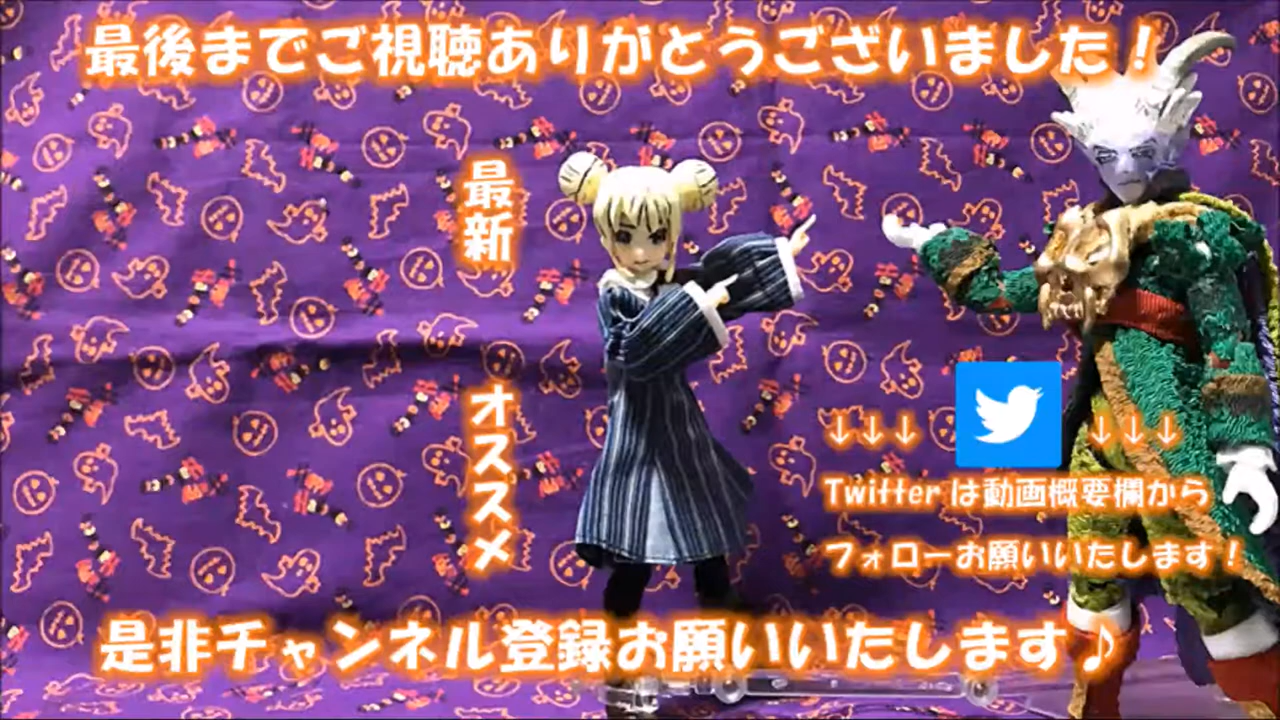 最後までご視聴ありがとうございました！
最新
オススメ
↓↓↓ ↓↓↓
Twitterは動画概要欄から
フォローお願いいたします！
是非チャンネル登録お願いいたします♪